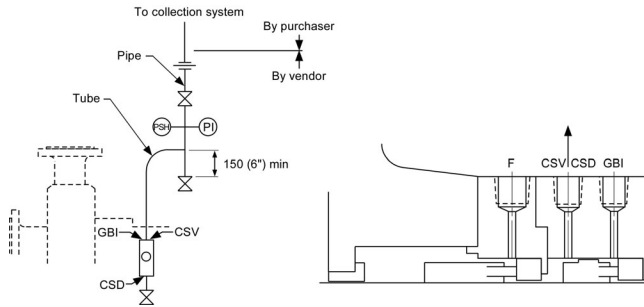 To collection system
By purchaser
Pipe
By vendor
Tube
PSH
PI
150 (6") min
F
CSV
CSD
GBI
GBI
CSV
CSD